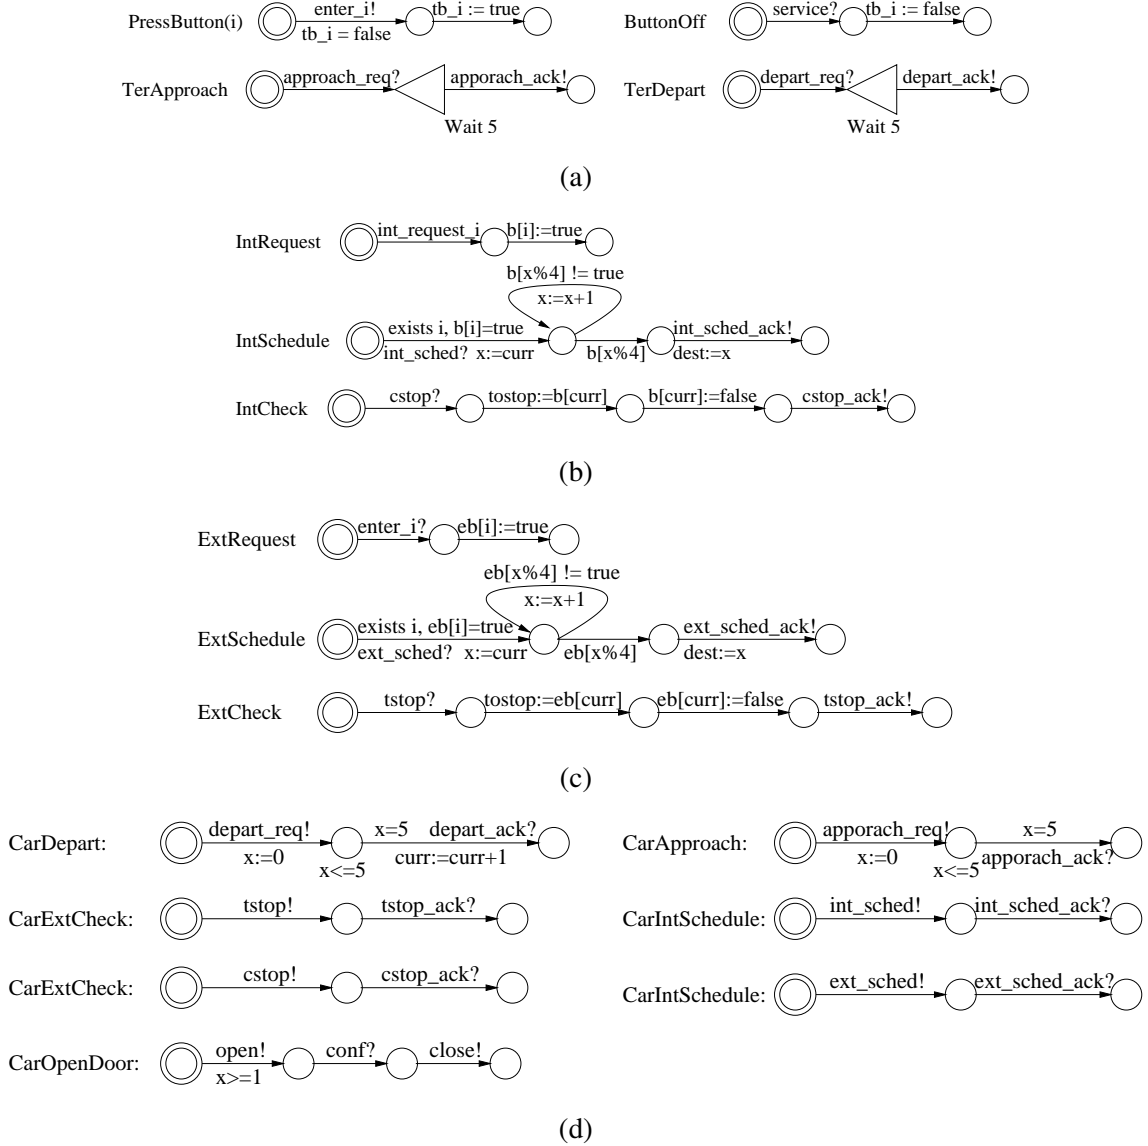 PressButton(i) enter_i! tb_i := true ButtonOff service? tb_i := false
tb_i = false
TerApproach approach_req? apporach_ack! TerDepart depart_req? depart_ack!
Wait 5 Wait 5
(a)
IntRequest int_request_i b[i]:=true
b[x%4] != true
x:=x+1
IntSchedule exists i, b[i]=true int_sched_ack!
int_sched? x:=curr b[x%4] dest:=x
IntCheck cstop? tostop:=b[curr] b[curr]:=false cstop_ack!
(b)
ExtRequest enter_i? eb[i]:=true
eb[x%4] != true
x:=x+1
ExtSchedule exists i, eb[i]=true ext_sched_ack!
ext_sched? x:=curr eb[x%4] dest:=x
ExtCheck tstop? tostop:=eb[curr] eb[curr]:=false tstop_ack!
(c)
CarDepart: depart_req! x=5 depart_ack? CarApproach: apporach_req! x=5
x:=0 x<=5 curr:=curr+1 x:=0 x<=5 apporach_ack?
CarExtCheck: tstop! tstop_ack? CarIntSchedule: int_sched! int_sched_ack?
CarExtCheck: cstop! cstop_ack? CarIntSchedule: ext_sched! ext_sched_ack?
CarOpenDoor: open! conf? close!
x>=1
(d)